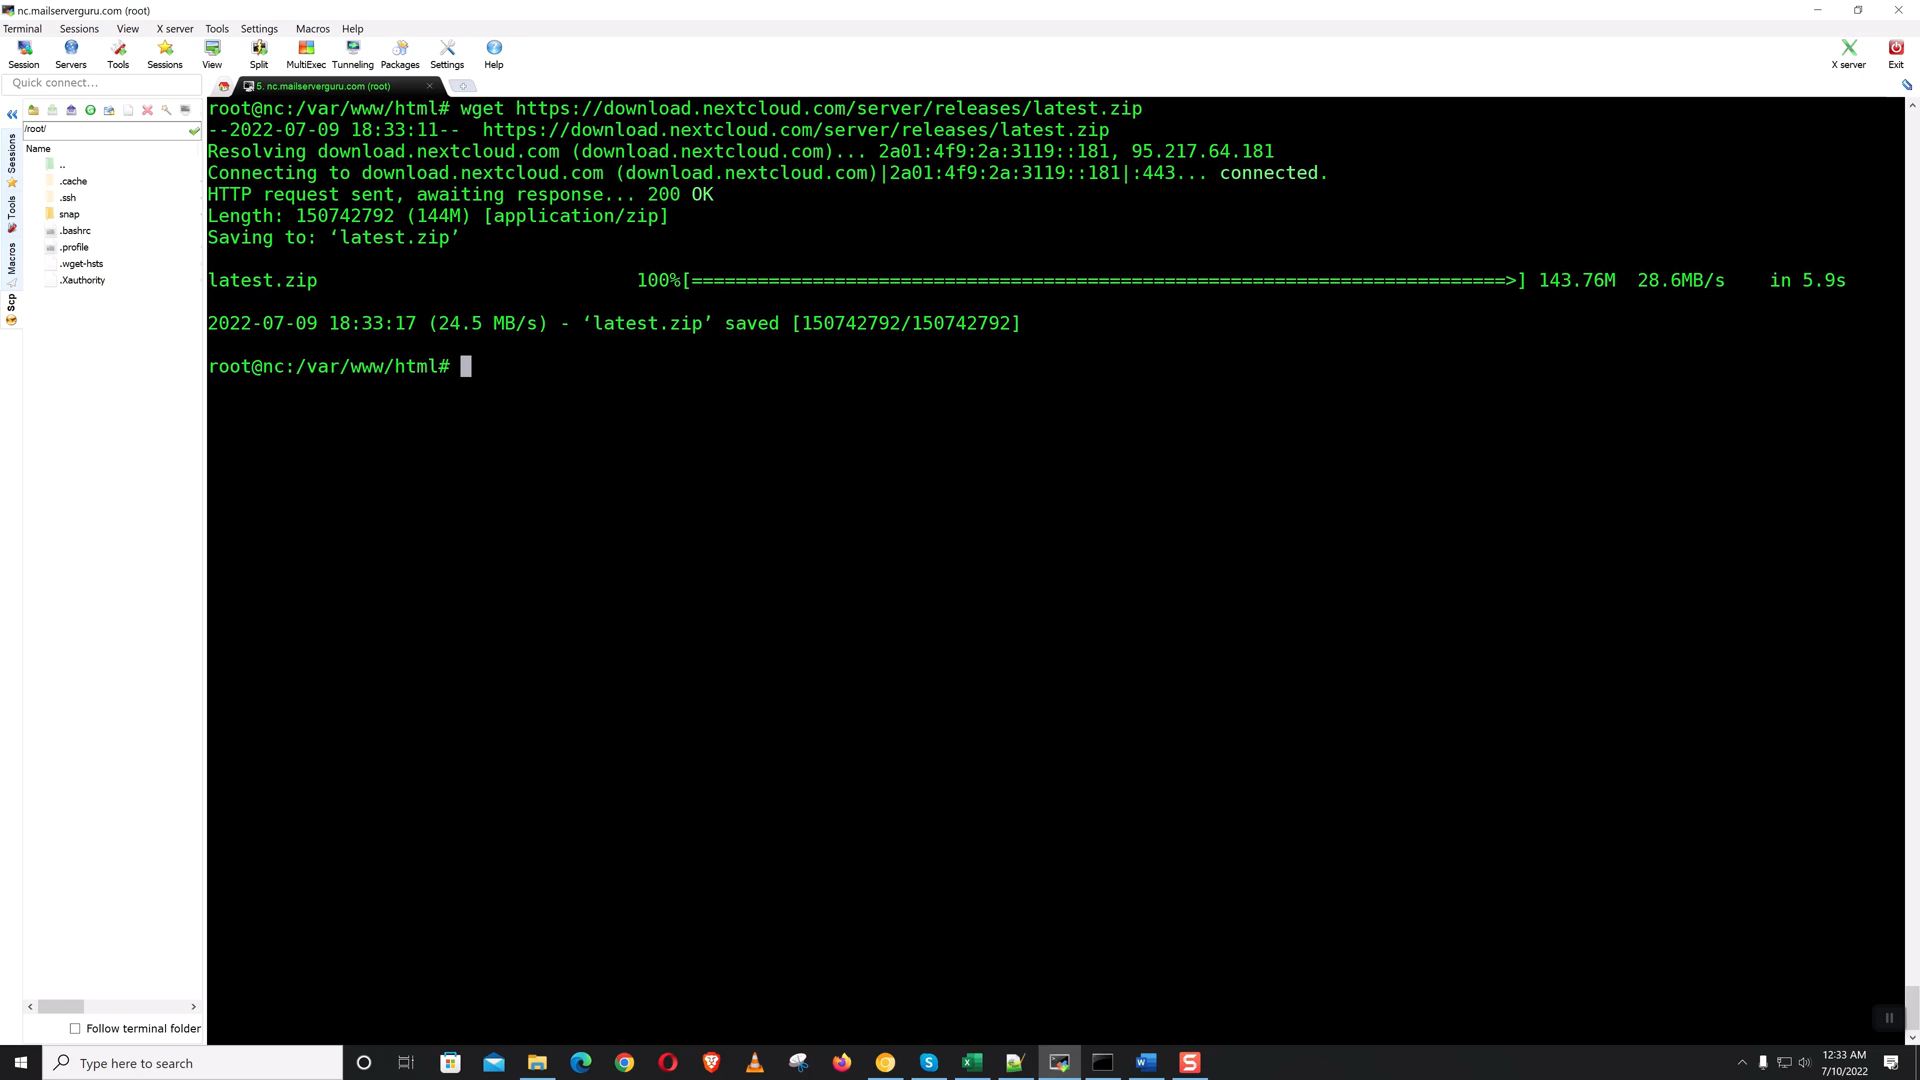 nc.mailserverguru.com (root)
Terminal Sessions View X server Tools Settings Macros Help
Session Servers Tools Sessions View Split MultiExec Tunneling Packages Settings Help X server Exit
Quick connect...
5. nc.mailserverguru.com (root)
/root/
Name
..
.cache
.ssh
snap
.bashrc
.profile
.wget-hsts
.Xauthority
Sessions
Tools
Macros
Scp
Follow terminal folder
root@nc:/var/www/html# wget https://download.nextcloud.com/server/releases/latest.zip
--2022-07-09 18:33:11--  https://download.nextcloud.com/server/releases/latest.zip
Resolving download.nextcloud.com (download.nextcloud.com)... 2a01:4f9:2a:3119::181, 95.217.64.181
Connecting to download.nextcloud.com (download.nextcloud.com)|2a01:4f9:2a:3119::181|:443... connected.
HTTP request sent, awaiting response... 200 OK
Length: 150742792 (144M) [application/zip]
Saving to: ‘latest.zip’
latest.zip 100%[==========================================================================>] 143.76M 28.6MB/s in 5.9s
2022-07-09 18:33:17 (24.5 MB/s) - ‘latest.zip’ saved [150742792/150742792]
root@nc:/var/www/html#
Type here to search
12:33 AM
7/10/2022